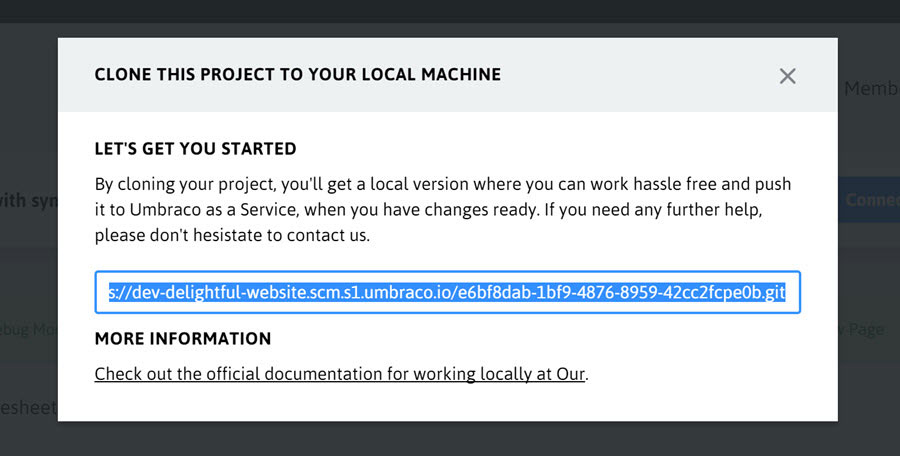 CLONE THIS PROJECT TO YOUR LOCAL MACHINE
Memb
LET'S GET YOU STARTED
By cloning your project, you'll get a local version where you can work hassle free and push
with syn
it to Umbraco as a Service, when you have changes ready. If you need any further help,
Connec
please don't hesistate to contact us.
s://dev-delightful-website.scm.s1.umbraco.io/e6bf8dab-1bf9-4876-8959-42cc2fcpe0b.git
ebug Mo
Page
MORE INFORMATION
Check out the official documentation for working locally at Our.
esheet